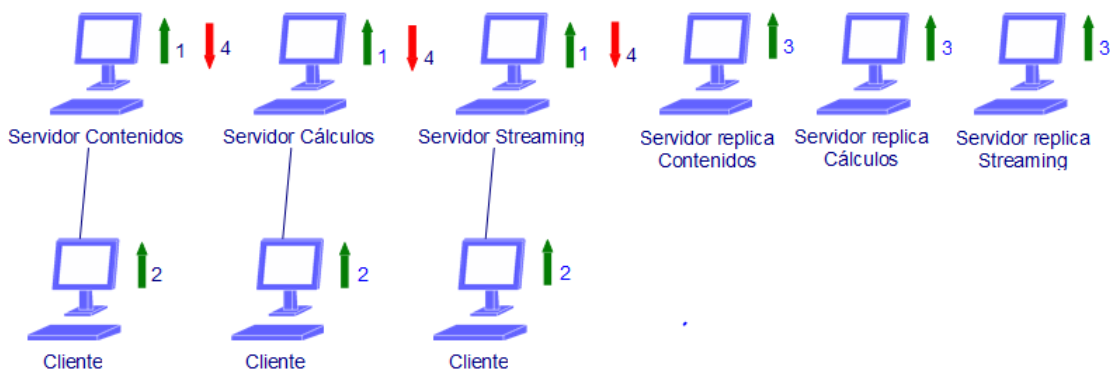 1 4 1 4 1 4 3 3 3
Servidor Contenidos Servidor Cálculos Servidor Streaming Servidor replica Servidor replica Servidor replica
Contenidos Cálculos Streaming
2 2 2
Cliente Cliente Cliente